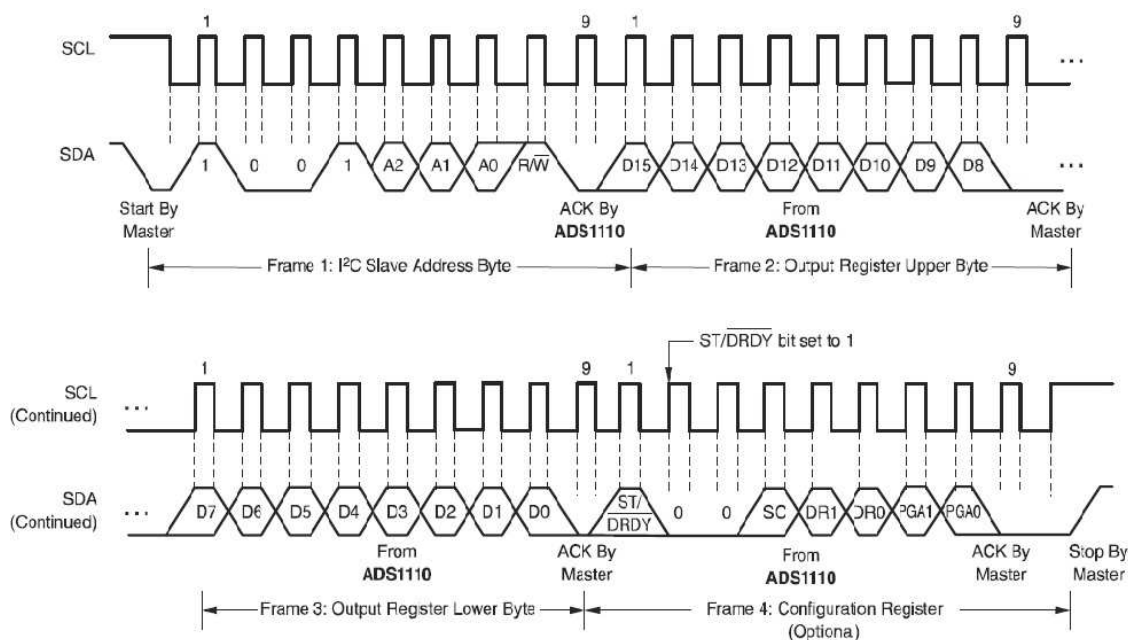 1 9 1 9
SCL
...
SDA
1 0 0 1 A2 A1 A0 R/W̅ D15 D14 D13 D12 D11 D10 D9 D8 ...
Start By
Master
ACK By
ADS1110
From
ADS1110
ACK By
Master
Frame 1: I²C Slave Address Byte
Frame 2: Output Register Upper Byte
ST/D̅R̅D̅Y̅ bit set to 1
1 9 1 9
SCL
(Continued)
...
SDA
(Continued)
... D7 D6 D5 D4 D3 D2 D1 D0 ST/
D̅R̅D̅Y̅ 0 0 SC DR1 DR0 PGA1 PGA0
From
ADS1110
ACK By
Master
From
ADS1110
ACK By
Master
Stop By
Master
Frame 3: Output Register Lower Byte
Frame 4: Configuration Register
(Optiona)